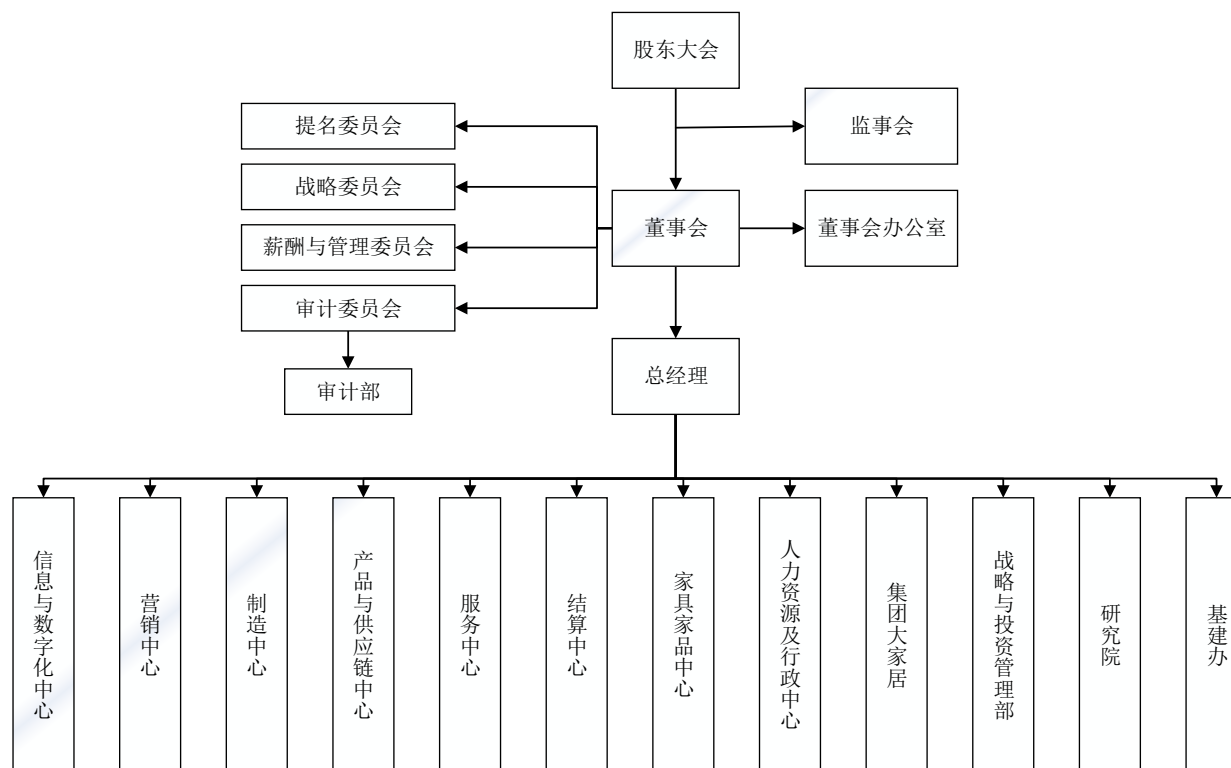 股东大会
提名委员会
监事会
战略委员会
董事会
董事会办公室
薪酬与管理委员会
审计委员会
总经理
审计部
信息与数字化中心
营销中心
制造中心
产品与供应链中心
服务中心
结算中心
家具家品中心
人力资源及行政中心
集团大家居
战略与投资管理部
研究院
基建办